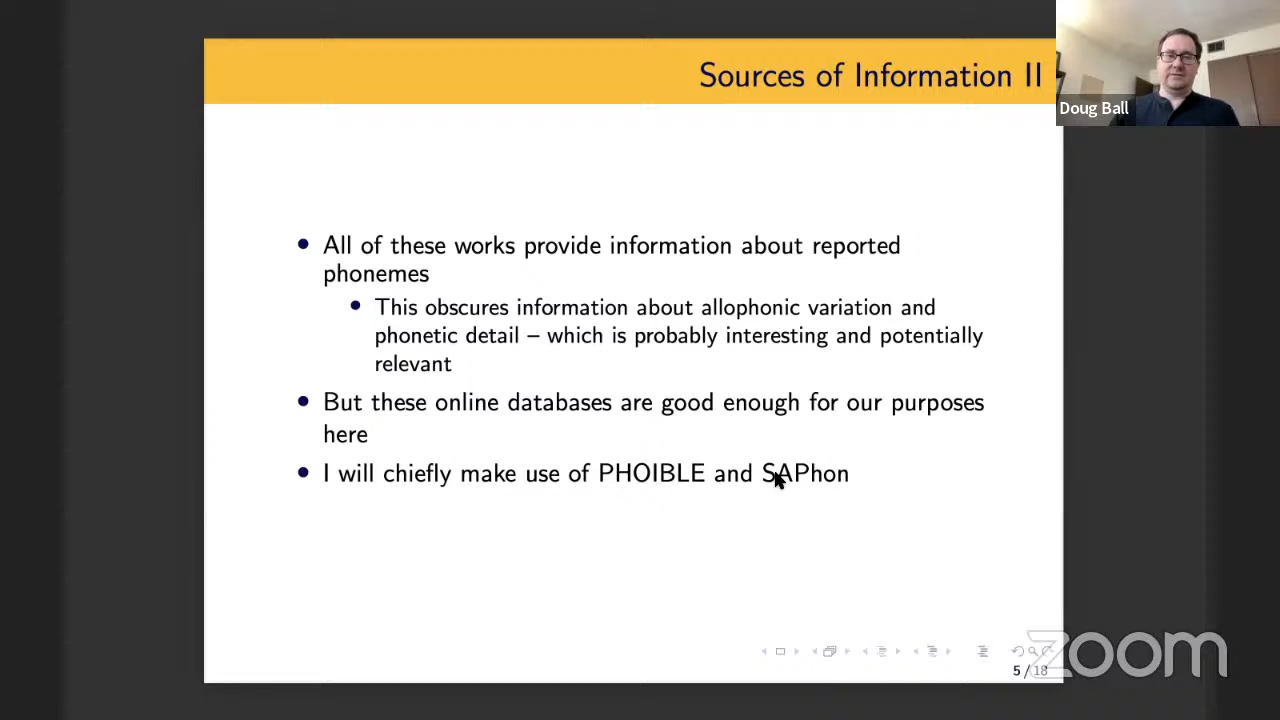 Sources of Information II
Doug Ball
• All of these works provide information about reported
phonemes
• This obscures information about allophonic variation and
phonetic detail – which is probably interesting and potentially
relevant
• But these online databases are good enough for our purposes
here
• I will chiefly make use of PHOIBLE and SAPhon
5 / 18
zoom